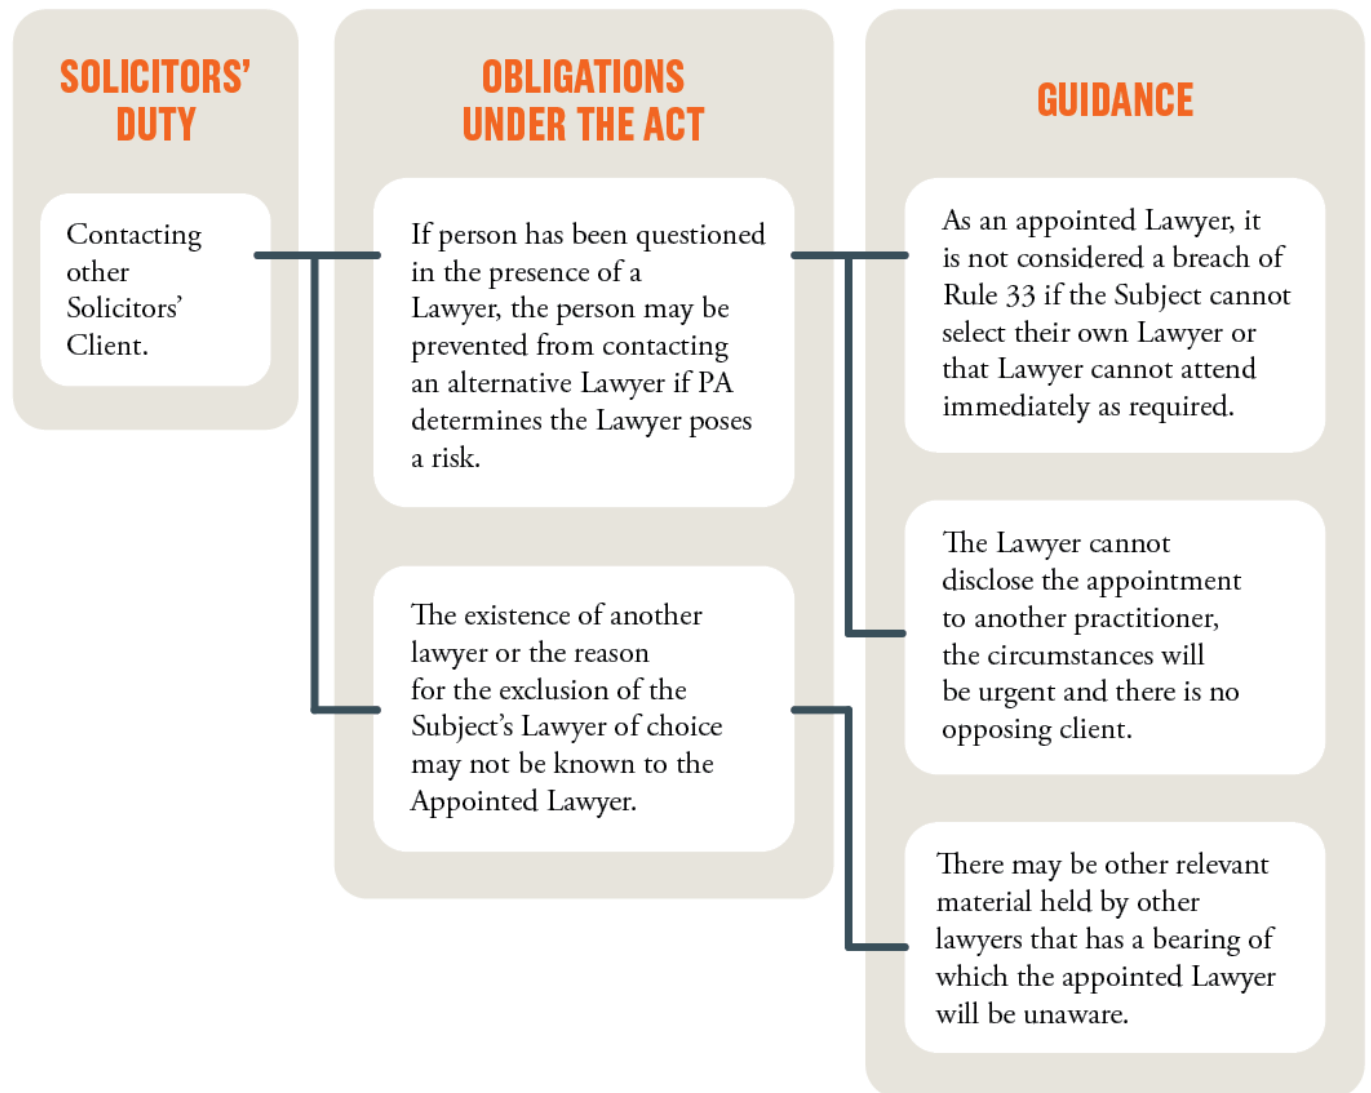 SOLICITORS’
DUTY
Contacting
other
Solicitors’
Client.
OBLIGATIONS
UNDER THE ACT
If person has been questioned
in the presence of a
Lawyer, the person may be
prevented from contacting
an alternative Lawyer if PA
determines the Lawyer poses
a risk.
The existence of another
lawyer or the reason
for the exclusion of the
Subject’s Lawyer of choice
may not be known to the
Appointed Lawyer.
GUIDANCE
As an appointed Lawyer, it
is not considered a breach of
Rule 33 if the Subject cannot
select their own Lawyer or
that Lawyer cannot attend
immediately as required.
The Lawyer cannot
disclose the appointment
to another practitioner,
the circumstances will
be urgent and there is no
opposing client.
There may be other relevant
material held by other
lawyers that has a bearing of
which the appointed Lawyer
will be unaware.